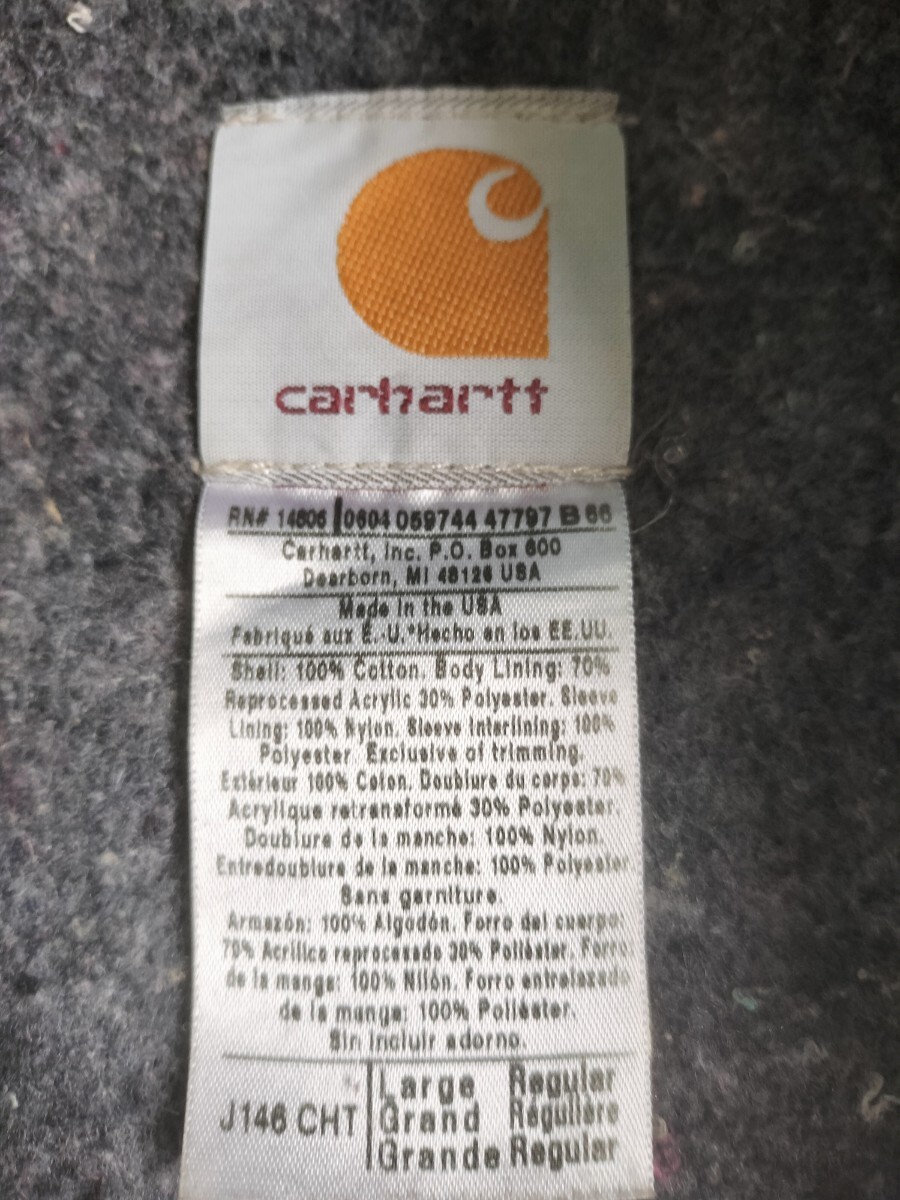 carhartt
RN# 14806 0604 059744 47797 B 66
Carhartt, Inc. P.O. Box 600
Dearborn, MI 48126 USA
Made in the USA
Fabriqué aux É.-U.*Hecho en los EE.UU.
Shell: 100% Cotton. Body Lining: 70%
Reprocessed Acrylic 30% Polyester. Sleeve
Lining: 100% Nylon. Sleeve Interlining: 100%
Polyester. Exclusive of trimming.
Extérieur 100% Coton. Doublure du corps: 70%
Acrylique retransformé 30% Polyester.
Doublure de la manche: 100% Nylon.
Entredoublure de la manche: 100% Polyester
Sans garniture.
Armazón: 100% Algodón. Forro del cuerpo:
70% Acrílico reprocesado 30% Poliéster. Forro
de la manga: 100% Nilón. Forro entrelazado
de la manga: 100% Poliéster.
Sin incluir adorno.
J146 CHT
Large Regular
Grand Régulière
Grande Regular